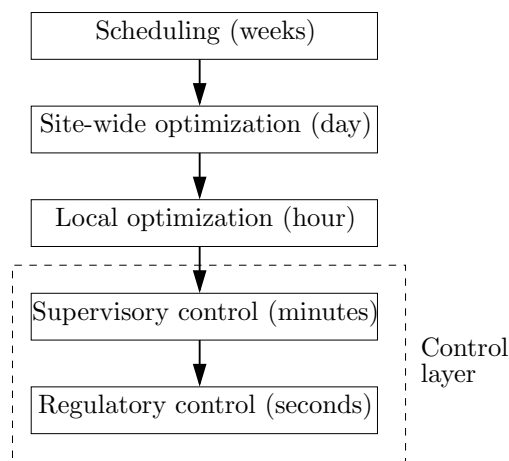 Scheduling (weeks)
Site-wide optimization (day)
Local optimization (hour)
Supervisory control (minutes)
Control
layer
Regulatory control (seconds)